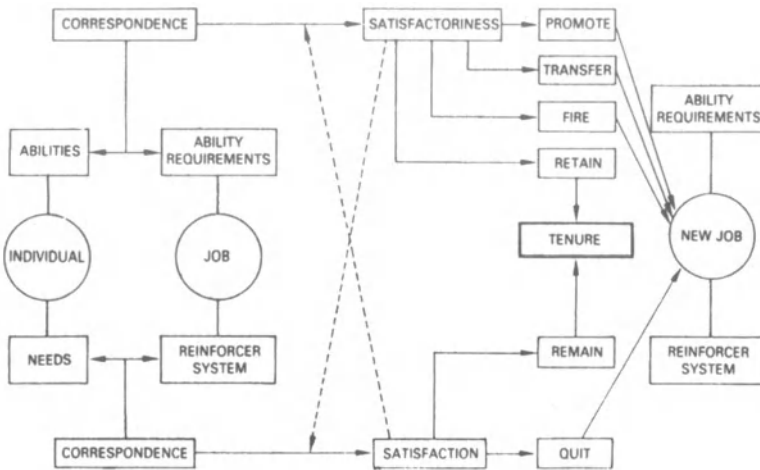 CORRESPONDENCE
SATISFACTORINESS
PROMOTE
TRANSFER
FIRE
RETAIN
ABILITY
REQUIREMENTS
ABILITIES
ABILITY
REQUIREMENTS
INDIVIDUAL
JOB
TENURE
NEW JOB
NEEDS
REINFORCER
SYSTEM
REMAIN
REINFORCER
SYSTEM
CORRESPONDENCE
SATISFACTION
QUIT